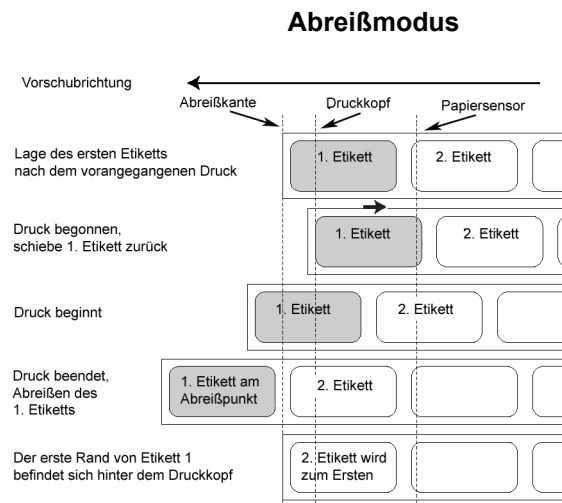 Abreißmodus
Vorschubrichtung
Abreißkante
Druckkopf
Papiersensor
Lage des ersten Etiketts
nach dem vorangegangenen Druck
1. Etikett
2. Etikett
Druck begonnen,
schiebe 1. Etikett zurück
1. Etikett
2. Etikett
Druck beginnt
1. Etikett
2. Etikett
Druck beendet,
Abreißen des
1. Etiketts
1. Etikett am
Abreißpunkt
2. Etikett
Der erste Rand von Etikett 1
befindet sich hinter dem Druckkopf
2. Etikett wird
zum Ersten